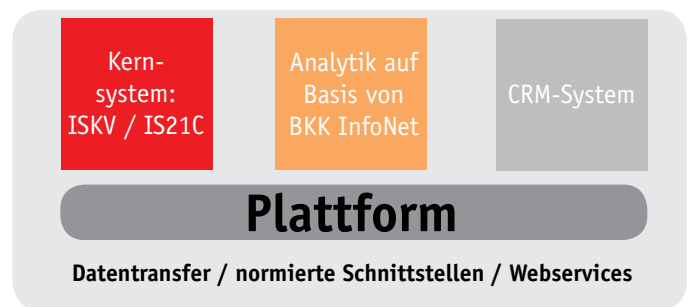 Kern-
system:
ISKV / IS21C
Analytik auf
Basis von
BKK InfoNet
CRM-System
Plattform
Datentransfer / normierte Schnittstellen / Webservices